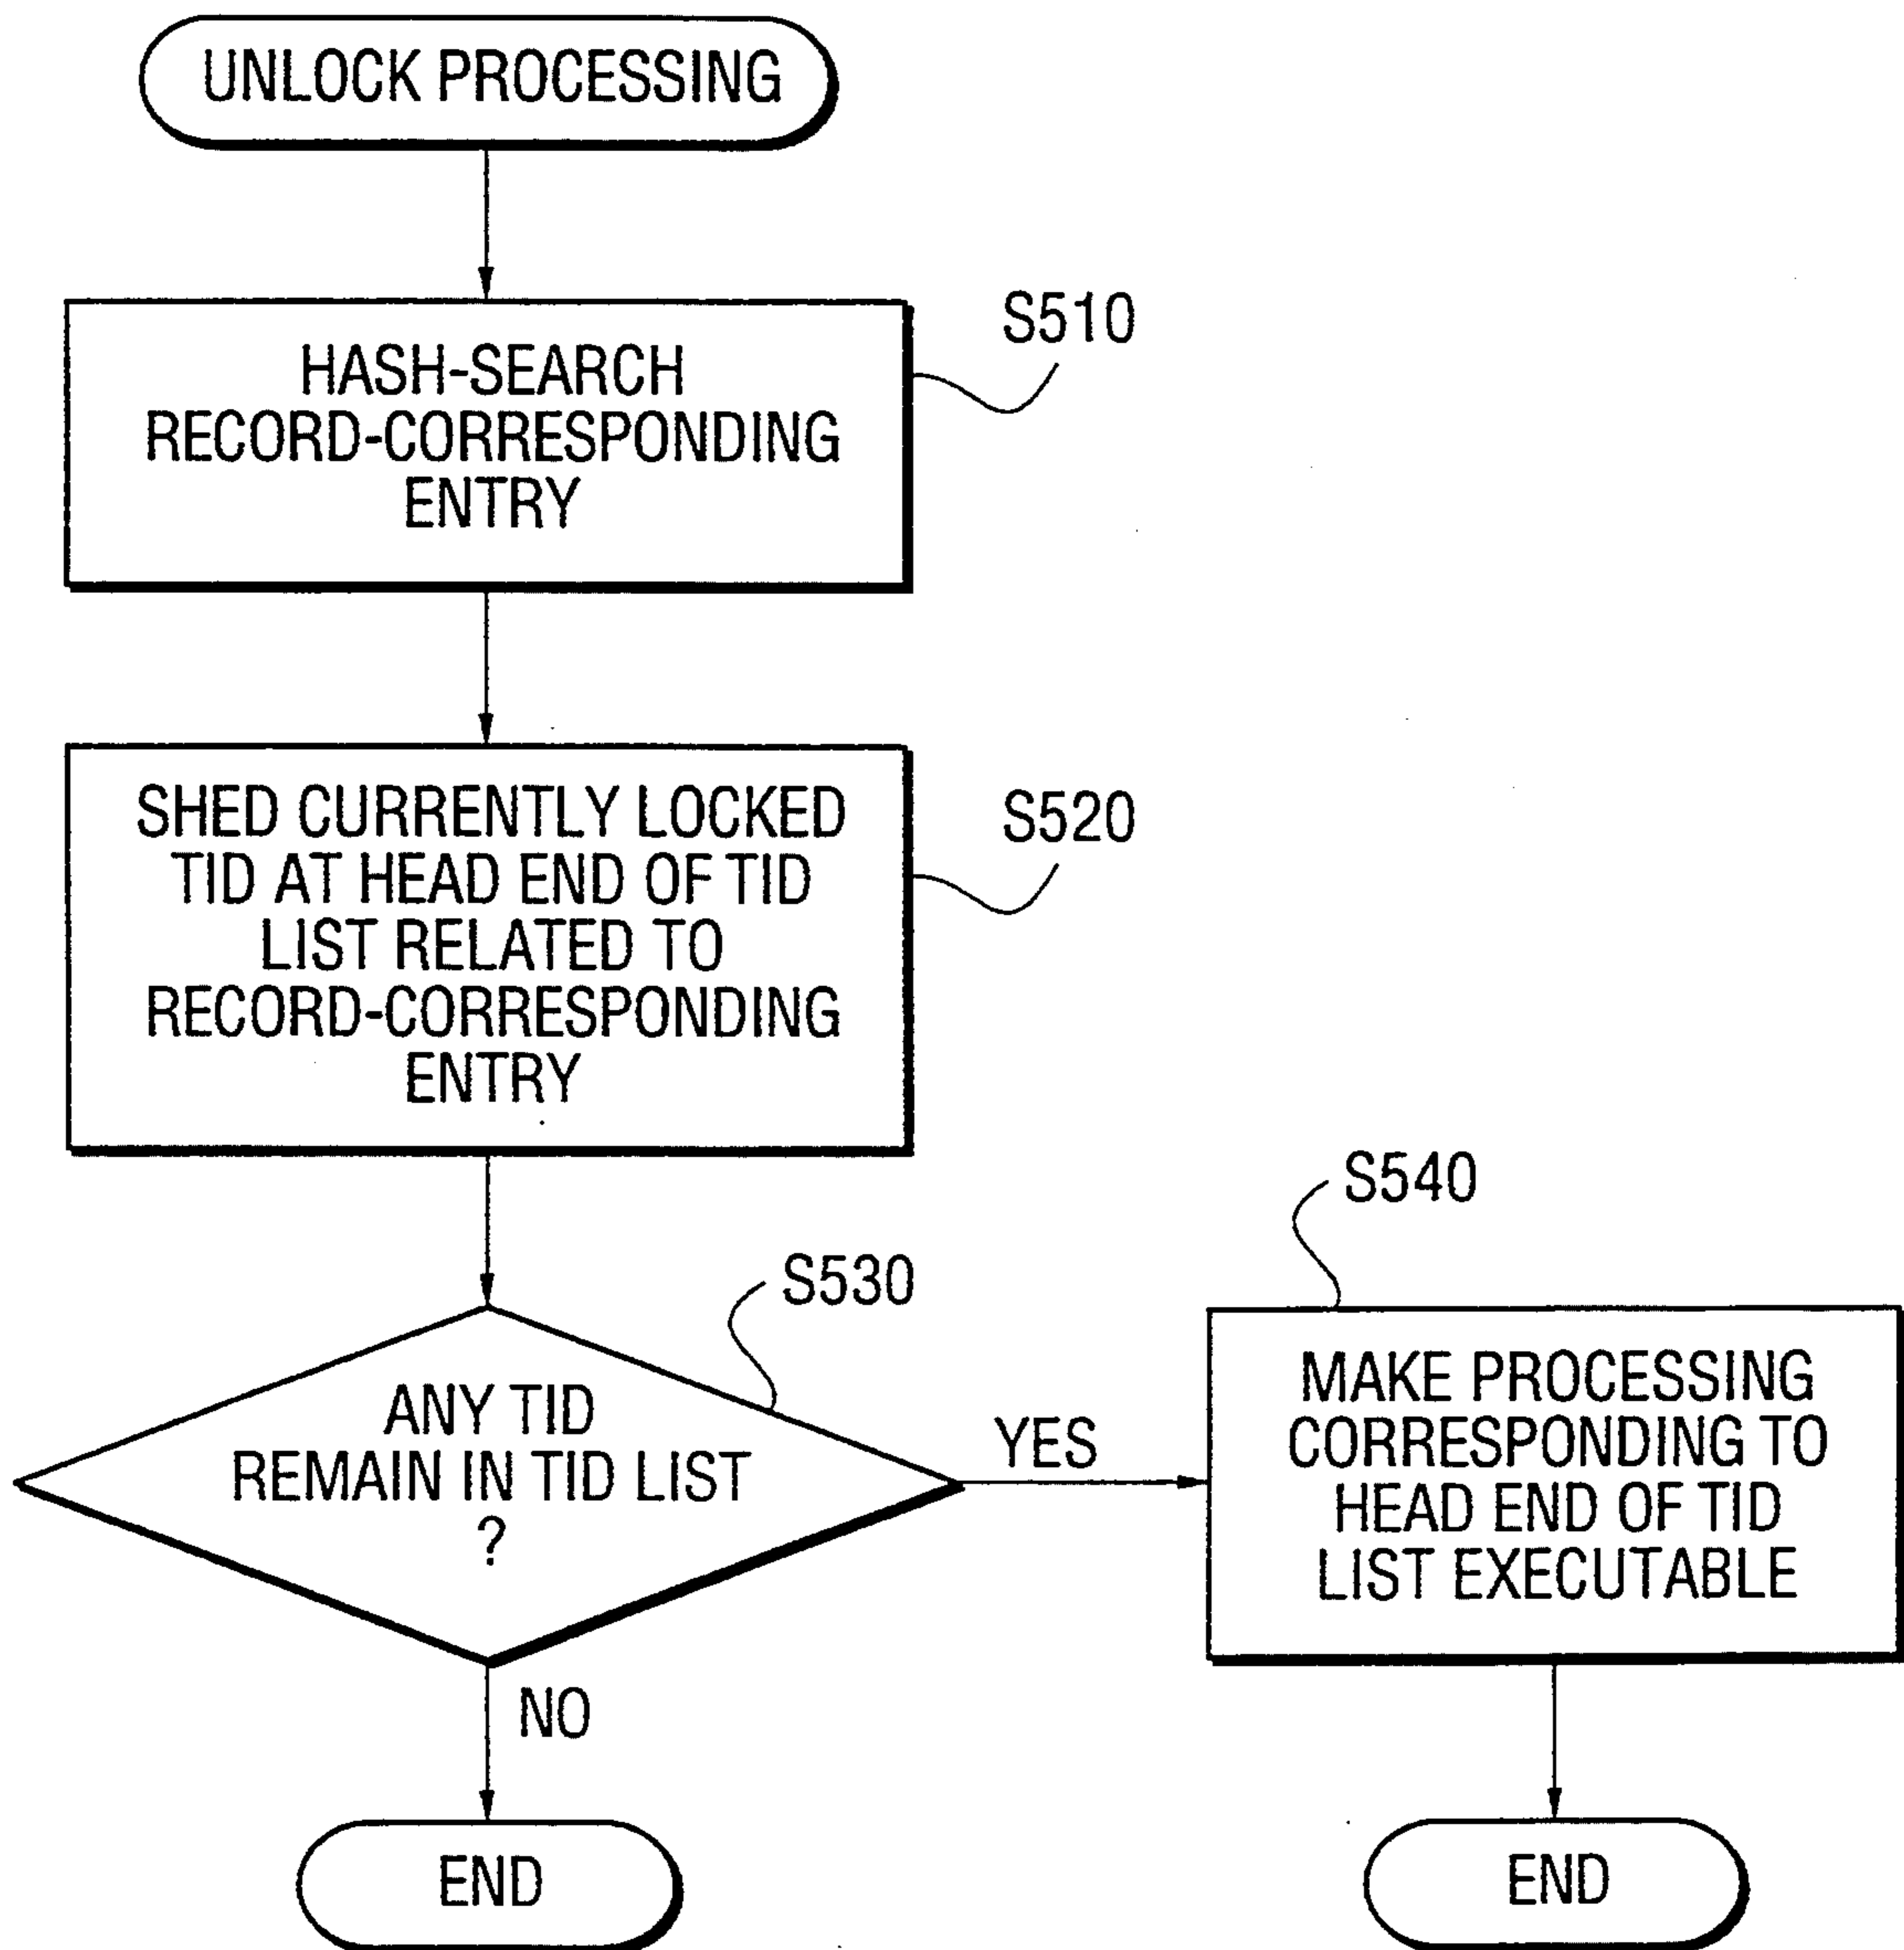 UNLOCK PROCESSING
S510
HASH-SEARCH
RECORD-CORRESPONDING
ENTRY
S520
SHED CURRENTLY LOCKED
TID AT HEAD END OF TID
LIST RELATED TO
RECORD-CORRESPONDING
ENTRY
S530
ANY TID
REMAIN IN TID LIST
?
YES
NO
S540
MAKE PROCESSING
CORRESPONDING TO
HEAD END OF TID
LIST EXECUTABLE
END
END